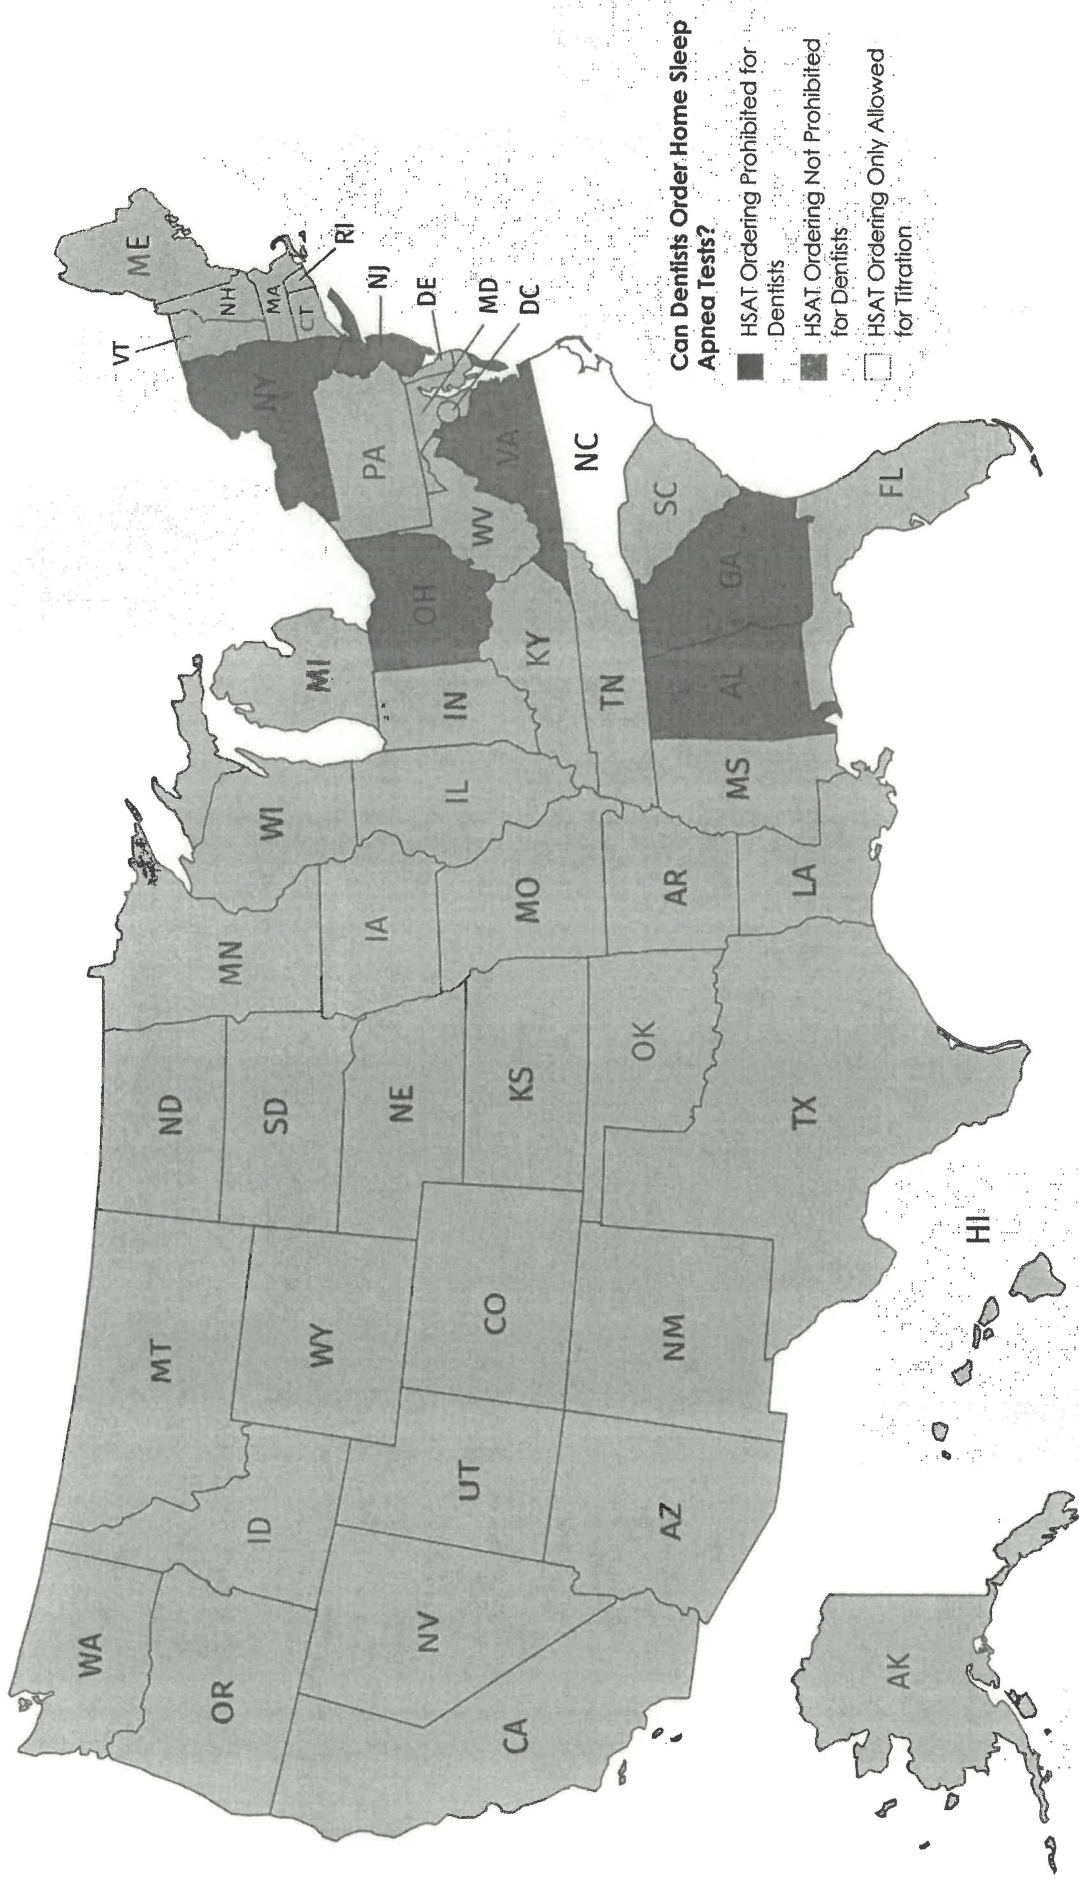 WA
OR
CA
NV
ID
MT
WY
UT
AZ
CO
NM
ND
SD
NE
KS
OK
TX
MN
IA
MO
AR
LA
WI
IL
MS
MI
IN
KY
TN
AL
OH
GA
WV
VA
NC
SC
FL
PA
NY
VT
NH
MA
CT
ME
RI
NJ
DE
MD
DC
AK
HI
Can Dentists Order Home Sleep
Apnea Tests?
HSAT Ordering Prohibited for
Dentists
HSAT Ordering Not Prohibited
for Dentists
HSAT Ordering Only Allowed
for Titration